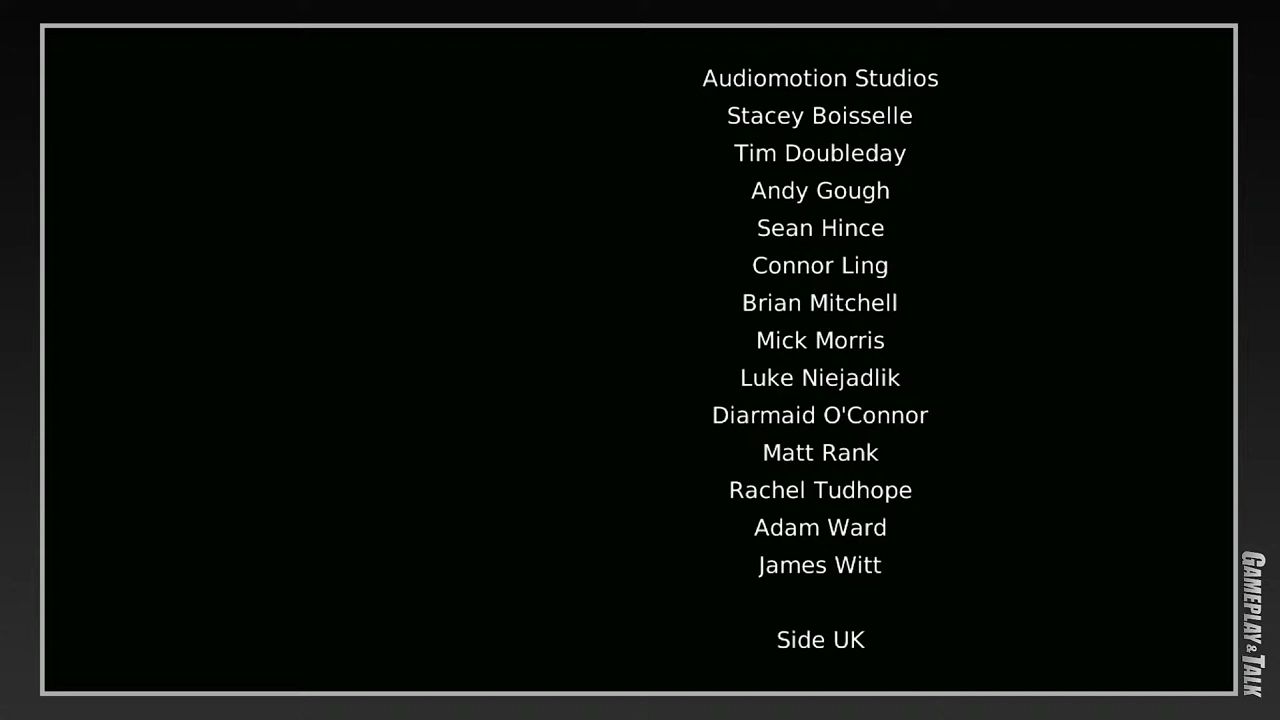 Audiomotion Studios
Stacey Boisselle
Tim Doubleday
Andy Gough
Sean Hince
Connor Ling
Brian Mitchell
Mick Morris
Luke Niejadlik
Diarmaid O'Connor
Matt Rank
Rachel Tudhope
Adam Ward
James Witt
Side UK
GAMEPLAY & TALK